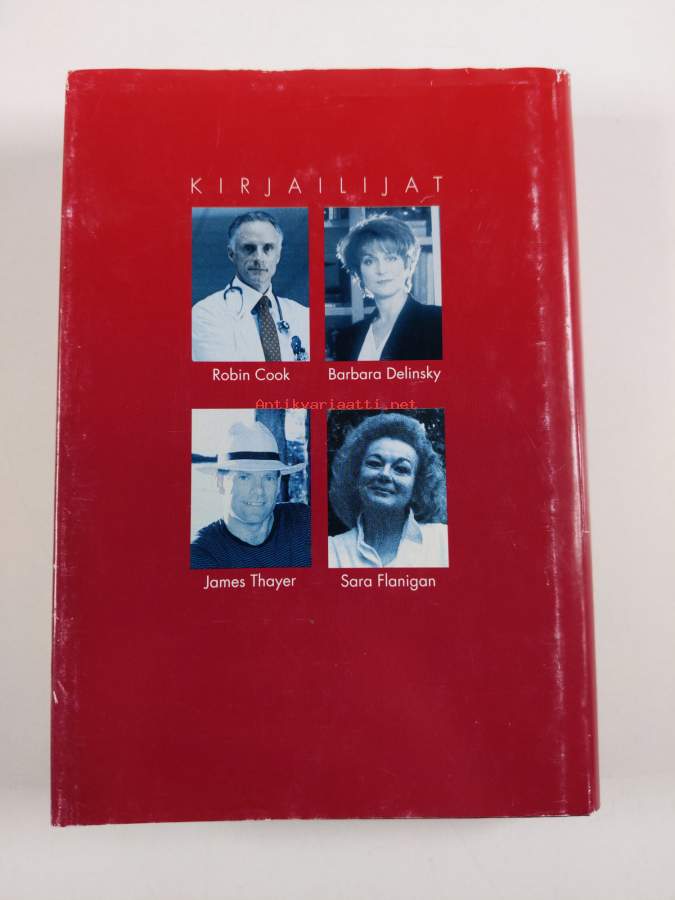 KIRJAILIJAT
Robin Cook
Barbara Delinsky
Antikvariaatti.net
James Thayer
Sara Flanigan